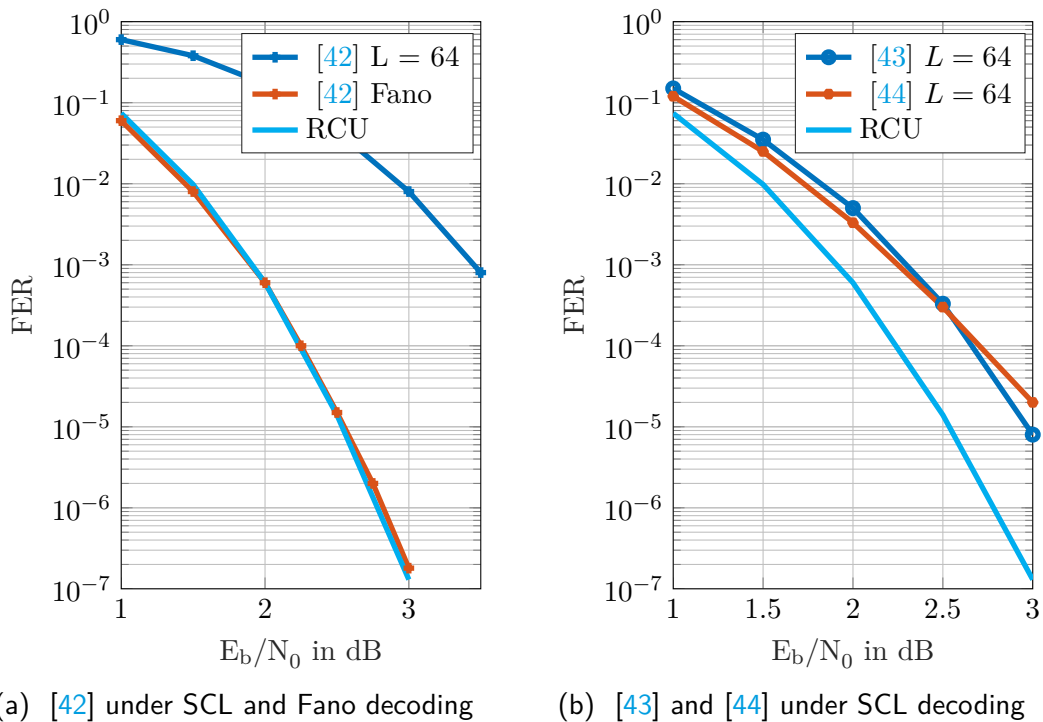 10^0
10^−1
10^−2
10^−3
10^−4
10^−5
10^−6
10^−7
1
2
3
FER
E_b/N_0 in dB
[42] L = 64
[42] Fano
RCU
(a) [42] under SCL and Fano decoding
10^0
10^−1
10^−2
10^−3
10^−4
10^−5
10^−6
10^−7
1
1.5
2
2.5
3
FER
E_b/N_0 in dB
[43] L = 64
[44] L = 64
RCU
(b) [43] and [44] under SCL decoding